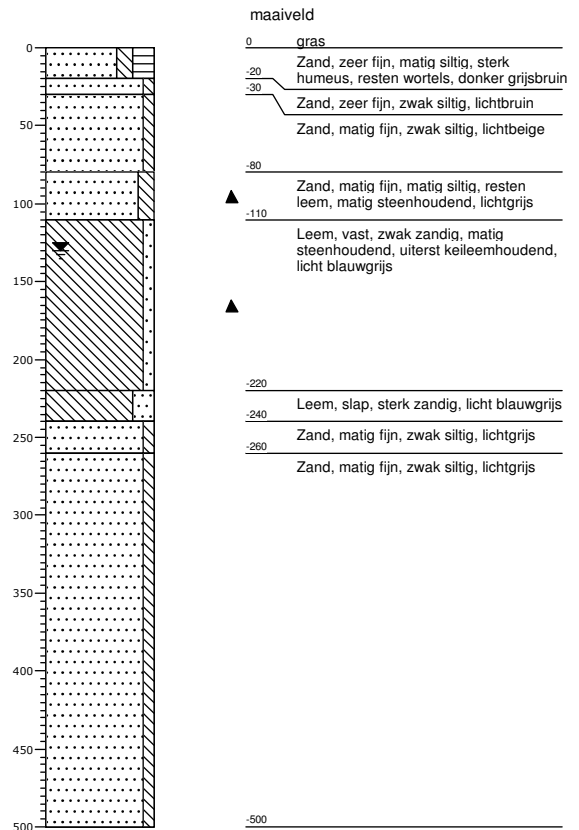 maaiveld
0
0
gras
Zand, zeer fijn, matig siltig, sterk
humeus, resten wortels, donker grijsbruin
-20
-30
Zand, zeer fijn, zwak siltig, lichtbruin
50
Zand, matig fijn, zwak siltig, lichtbeige
-80
Zand, matig fijn, matig siltig, resten
leem, matig steenhoudend, lichtgrijs
100
-110
Leem, vast, zwak zandig, matig
steenhoudend, uiterst keileemhoudend,
licht blauwgrijs
150
200
-220
Leem, slap, sterk zandig, licht blauwgrijs
-240
250
Zand, matig fijn, zwak siltig, lichtgrijs
-260
Zand, matig fijn, zwak siltig, lichtgrijs
300
350
400
450
500
-500